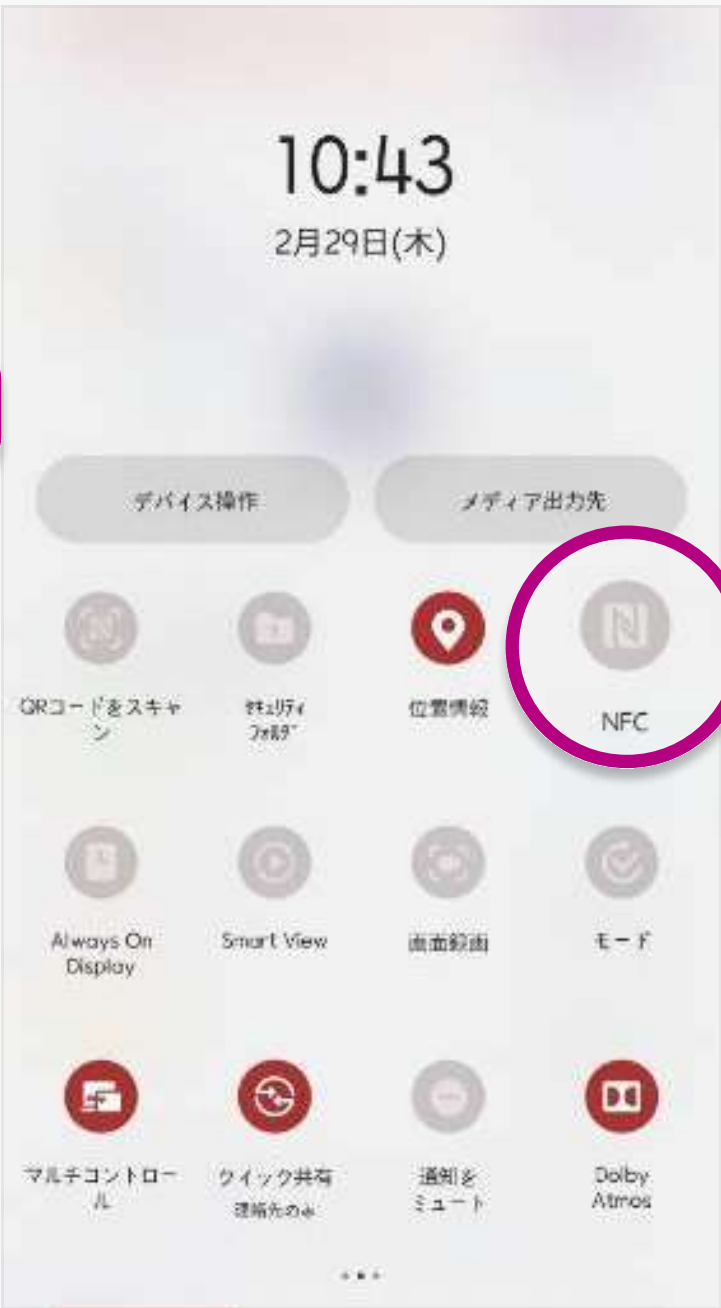 10:43
2月29日(木)
デバイス操作
メディア出力先
QRコードをスキャ
ン
ｾｷｭﾘﾃｨ
ﾌｫﾙﾀﾞ
位置情報
NFC
Always On
Display
Smart View
画面録画
モード
マルチコントロー
ル
クイック共有
連絡先のみ
通知を
ミュート
Dolby
Atmos